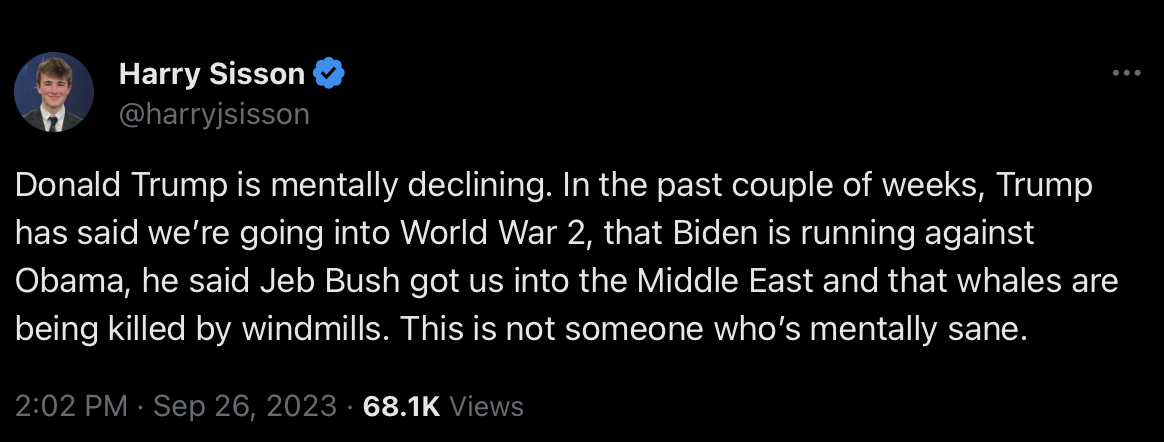 Harry Sisson
@harryjsisson
Donald Trump is mentally declining. In the past couple of weeks, Trump
has said we’re going into World War 2, that Biden is running against
Obama, he said Jeb Bush got us into the Middle East and that whales are
being killed by windmills. This is not someone who’s mentally sane.
2:02 PM · Sep 26, 2023 · 68.1K Views